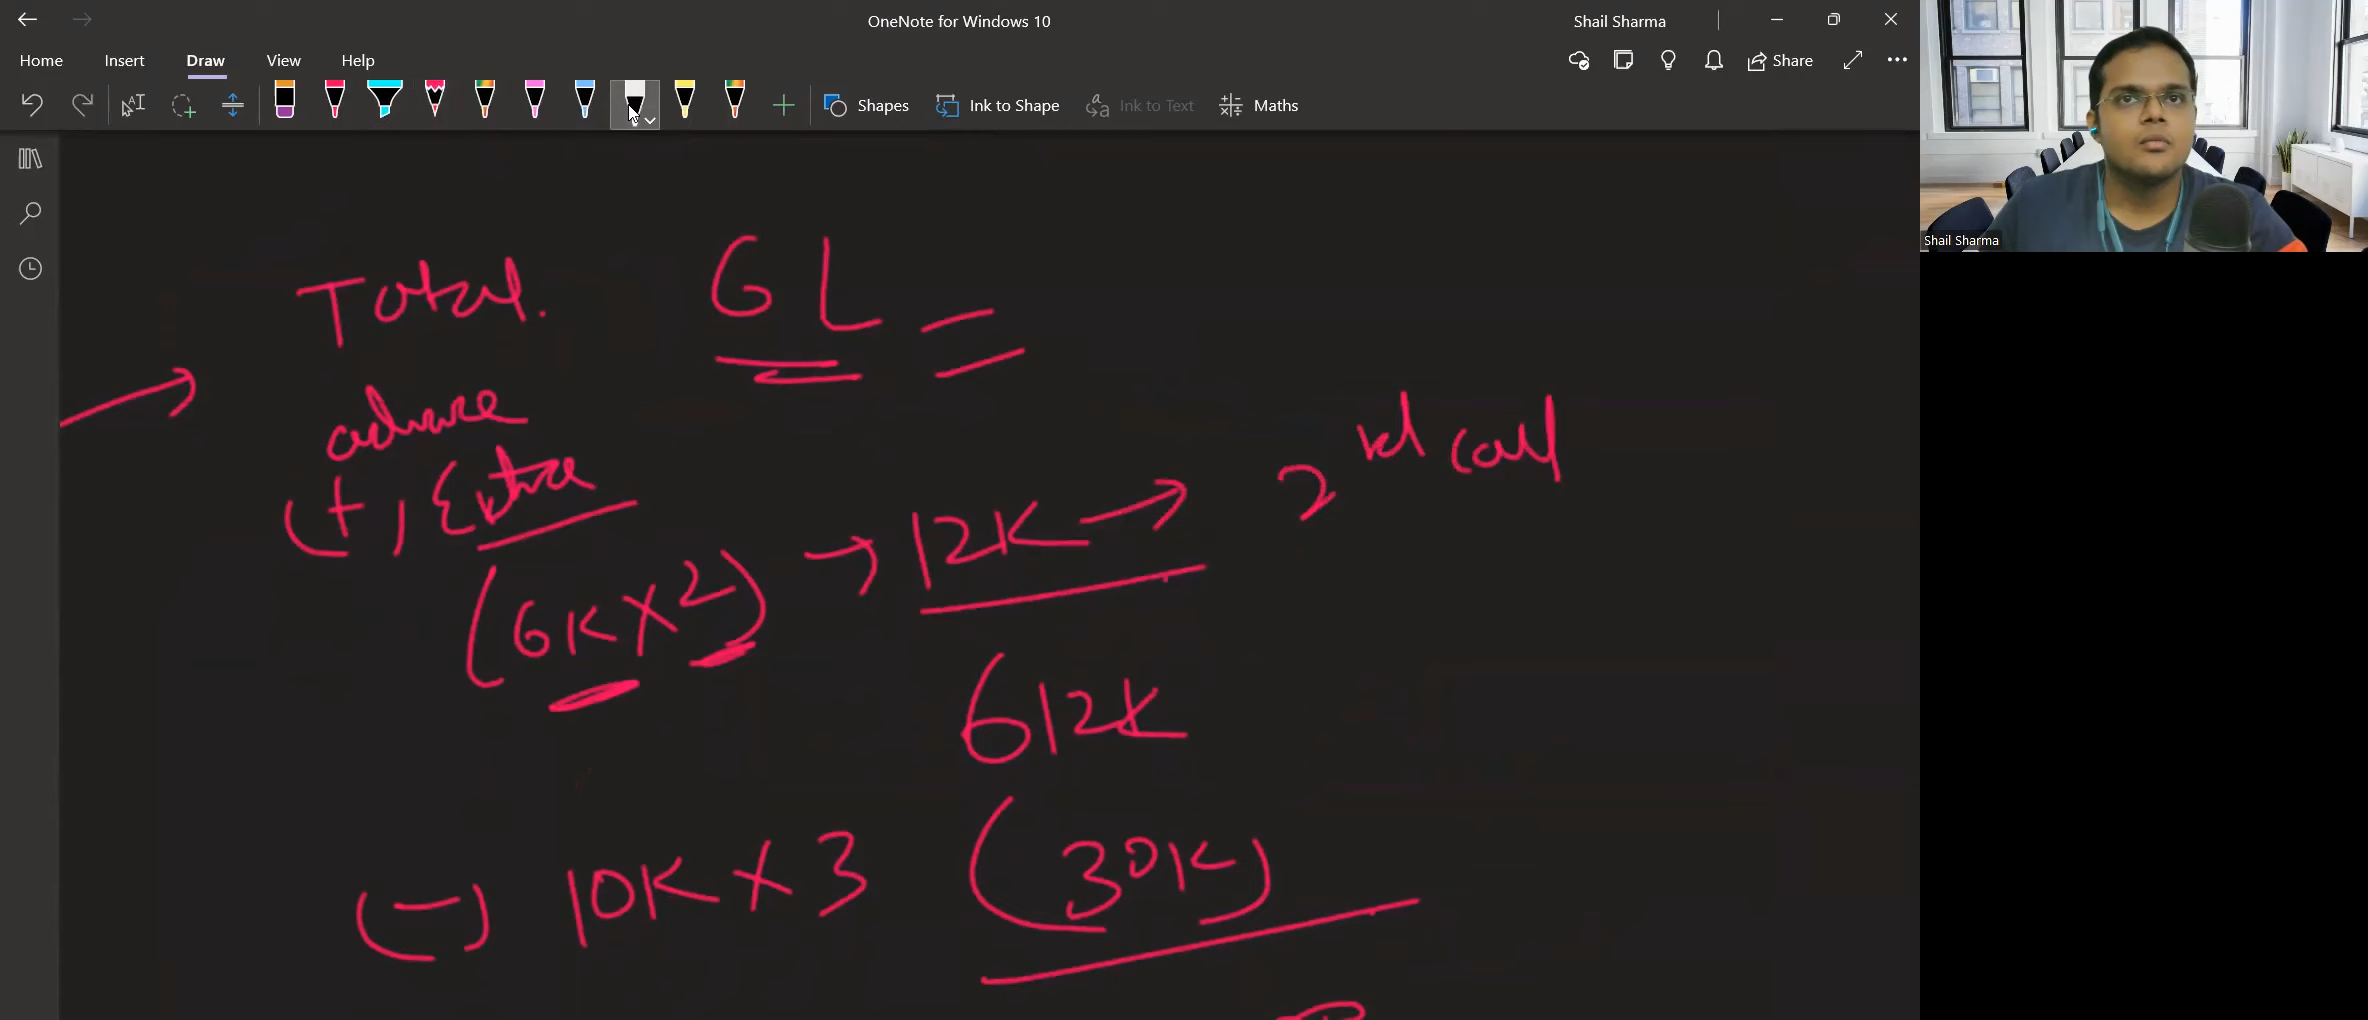 OneNote for Windows 10
Shail Sharma
Home Insert Draw View Help
Share
Shapes Ink to Shape Ink to Text Maths
Shail Sharma
Total. 6 L =
advance
(+) Extra
(6K X 2) → 12K → 2nd call
612K
(-) 10K X 3 (30K)